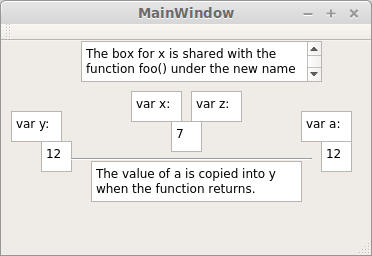 MainWindow
The box for x is shared with the
function foo() under the new name
var x:
var z:
7
var y:
var a:
12
12
The value of a is copied into y
when the function returns.